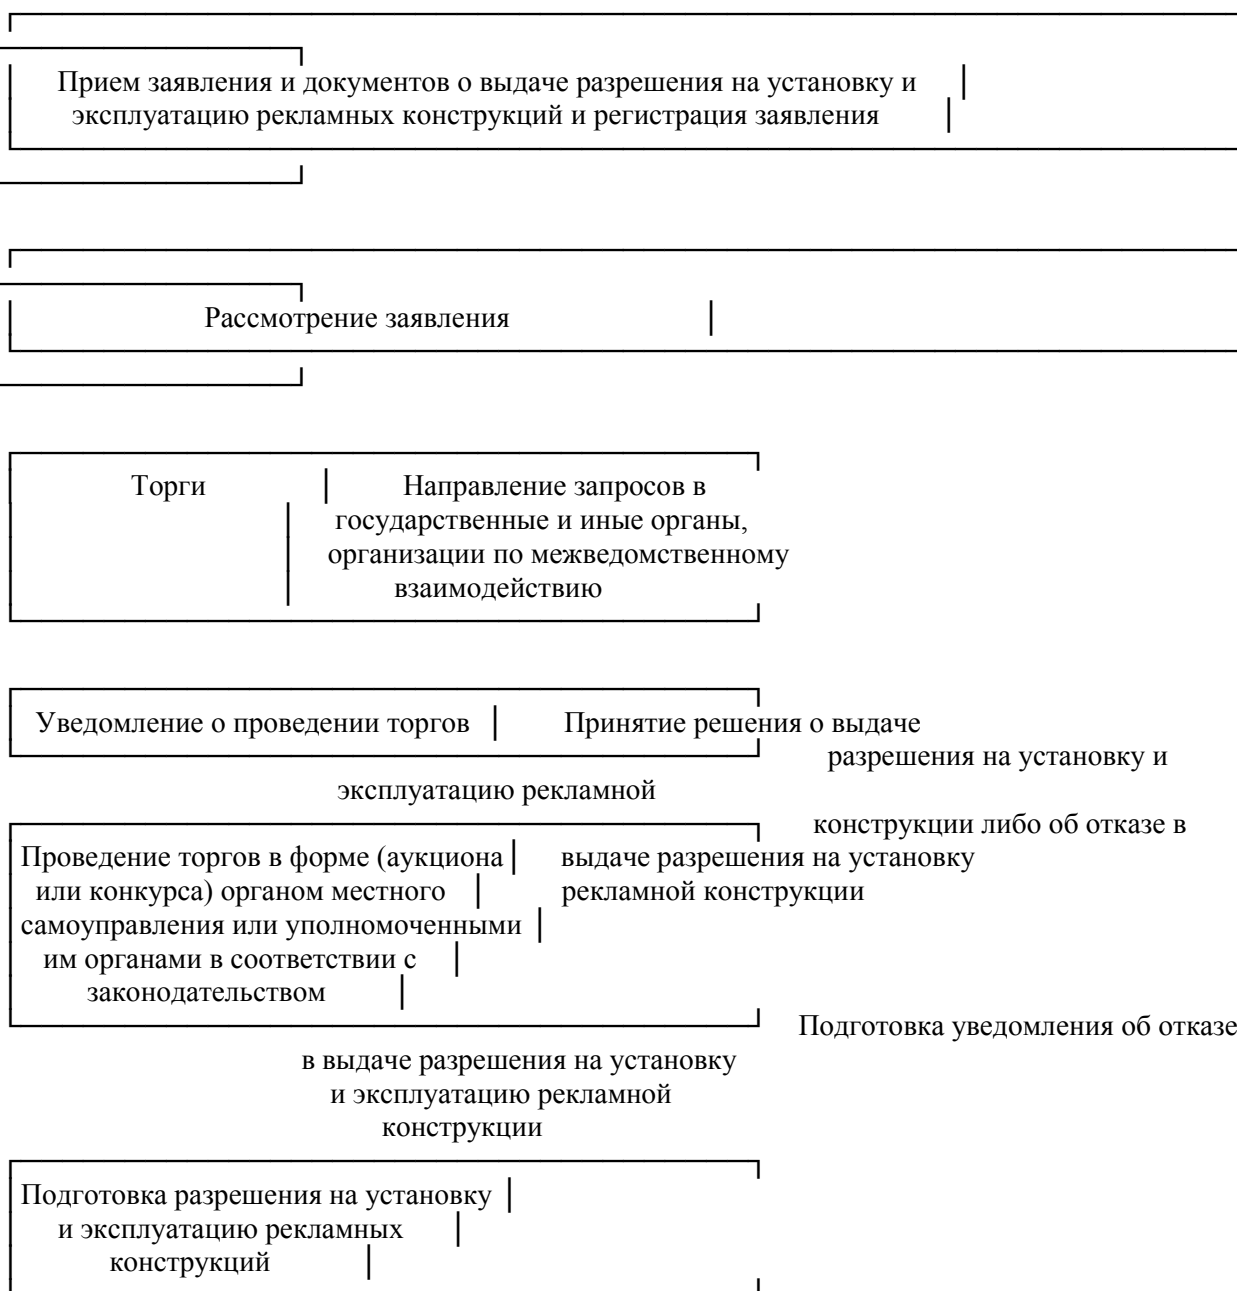 Прием заявления и документов о выдаче разрешения на установку и
эксплуатацию рекламных конструкций и регистрация заявления
Рассмотрение заявления
Торги Направление запросов в
государственные и иные органы,
организации по межведомственному
взаимодействию
Уведомление о проведении торгов Принятие решения о выдаче
разрешения на установку и
эксплуатацию рекламной
конструкции либо об отказе в
Проведение торгов в форме (аукциона выдаче разрешения на установку
или конкурса) органом местного рекламной конструкции
самоуправления или уполномоченными
им органами в соответствии с
законодательством
Подготовка уведомления об отказе
в выдаче разрешения на установку
и эксплуатацию рекламной
конструкции
Подготовка разрешения на установку
и эксплуатацию рекламных
конструкций